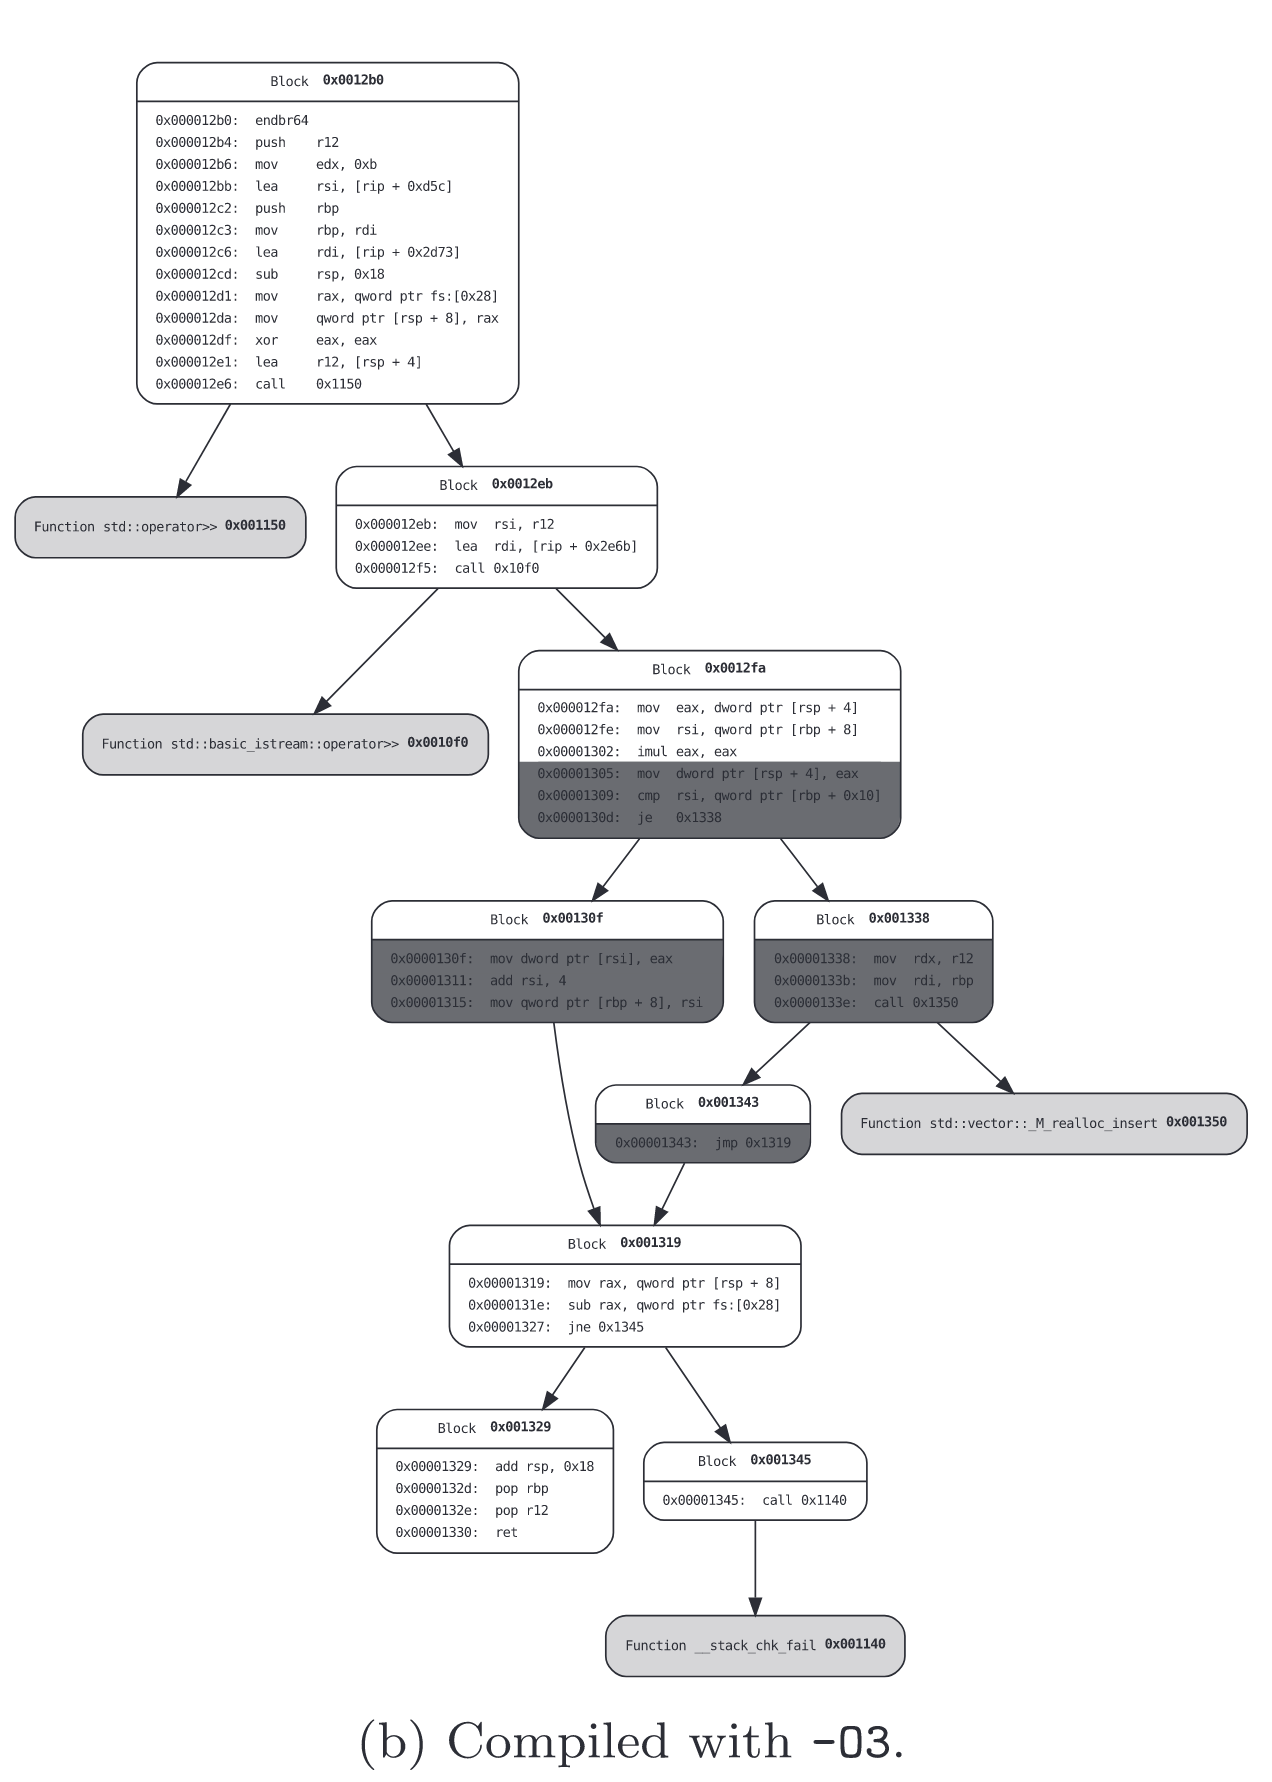 Block 0x0012b0
0x000012b0: endbr64
0x000012b4: push r12
0x000012b6: mov edx, 0xb
0x000012bb: lea rsi, [rip + 0xd5c]
0x000012c2: push rbp
0x000012c3: mov rbp, rdi
0x000012c6: lea rdi, [rip + 0x2d73]
0x000012cd: sub rsp, 0x18
0x000012d1: mov rax, qword ptr fs:[0x28]
0x000012da: mov qword ptr [rsp + 8], rax
0x000012df: xor eax, eax
0x000012e1: lea r12, [rsp + 4]
0x000012e6: call 0x1150
Function std::operator>> 0x001150
Block 0x0012eb
0x000012eb: mov rsi, r12
0x000012ee: lea rdi, [rip + 0x2e6b]
0x000012f5: call 0x10f0
Function std::basic_istream::operator>> 0x0010f0
Block 0x0012fa
0x000012fa: mov eax, dword ptr [rsp + 4]
0x000012fe: mov rsi, qword ptr [rbp + 8]
0x00001302: imul eax, eax
0x00001305: mov dword ptr [rsp + 4], eax
0x00001309: cmp rsi, qword ptr [rbp + 0x10]
0x0000130d: je 0x1338
Block 0x00130f
0x0000130f: mov dword ptr [rsi], eax
0x00001311: add rsi, 4
0x00001315: mov qword ptr [rbp + 8], rsi
Block 0x001338
0x00001338: mov rdx, r12
0x0000133b: mov rdi, rbp
0x0000133e: call 0x1350
Block 0x001343
0x00001343: jmp 0x1319
Function std::vector::_M_realloc_insert 0x001350
Block 0x001319
0x00001319: mov rax, qword ptr [rsp + 8]
0x0000131e: sub rax, qword ptr fs:[0x28]
0x00001327: jne 0x1345
Block 0x001329
0x00001329: add rsp, 0x18
0x0000132d: pop rbp
0x0000132e: pop r12
0x00001330: ret
Block 0x001345
0x00001345: call 0x1140
Function __stack_chk_fail 0x001140
(b) Compiled with -O3.